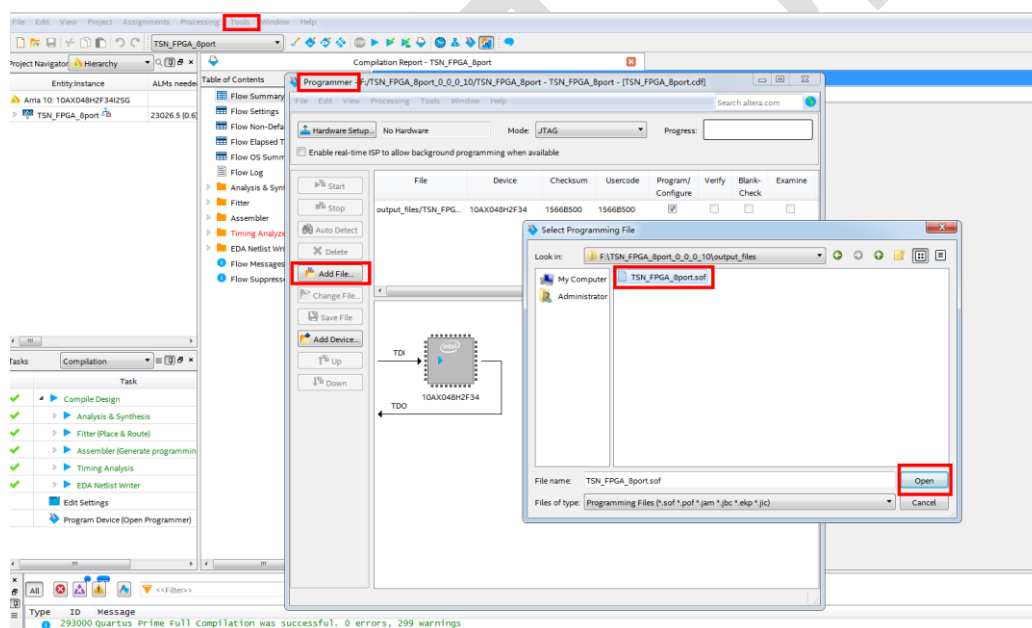 File Edit View Project Assignments Processing Tools Window Help
TSN_FPGA_8port
Project Navigator Hierarchy
Compilation Report - TSN_FPGA_8port
Entity:Instance ALMs neede
Arria 10: 10AX048H2F34I2SG
TSN_FPGA_8port 23026.5 (0.6)
Table of Contents
Flow Summary
Flow Settings
Flow Non-Defa
Flow Elapsed T
Flow OS Summ
Flow Log
Analysis & Synt
Fitter
Assembler
Timing Analyze
EDA Netlist Wri
Flow Messages
Flow Suppress
Programmer - F:/TSN_FPGA_8port_0_0_0_10/TSN_FPGA_8port - TSN_FPGA_8port - [TSN_FPGA_8port.cdf]
File Edit View Processing Tools Window Help
Search altera.com
Hardware Setup... No Hardware Mode: JTAG Progress:
Enable real-time ISP to allow background programming when available
Start
Stop
Auto Detect
Delete
Add File...
Change File...
Save File
Add Device...
Up
Down
File Device Checksum Usercode Program/Configure Verify Blank-Check Examine
output_files/TSN_FPG... 10AX048H2F34 1566B500 1566B500
TDI
intel
10AX048H2F34
TDO
Select Programming File
Look in: F:\TSN_FPGA_8port_0_0_0_10\output_files
My Computer
Administrator
TSN_FPGA_8port.sof
File name: TSN_FPGA_8port.sof Open
Files of type: Programming Files (*.sof *.pof *.jam *.jbc *.ekp *.jic) Cancel
Tasks Compilation
Task
Compile Design
Analysis & Synthesis
Fitter (Place & Route)
Assembler (Generate programmin
Timing Analysis
EDA Netlist Writer
Edit Settings
Program Device (Open Programmer)
All <<Filter>>
Type ID Message
293000 Quartus Prime Full Compilation was successful. 0 errors, 299 warnings